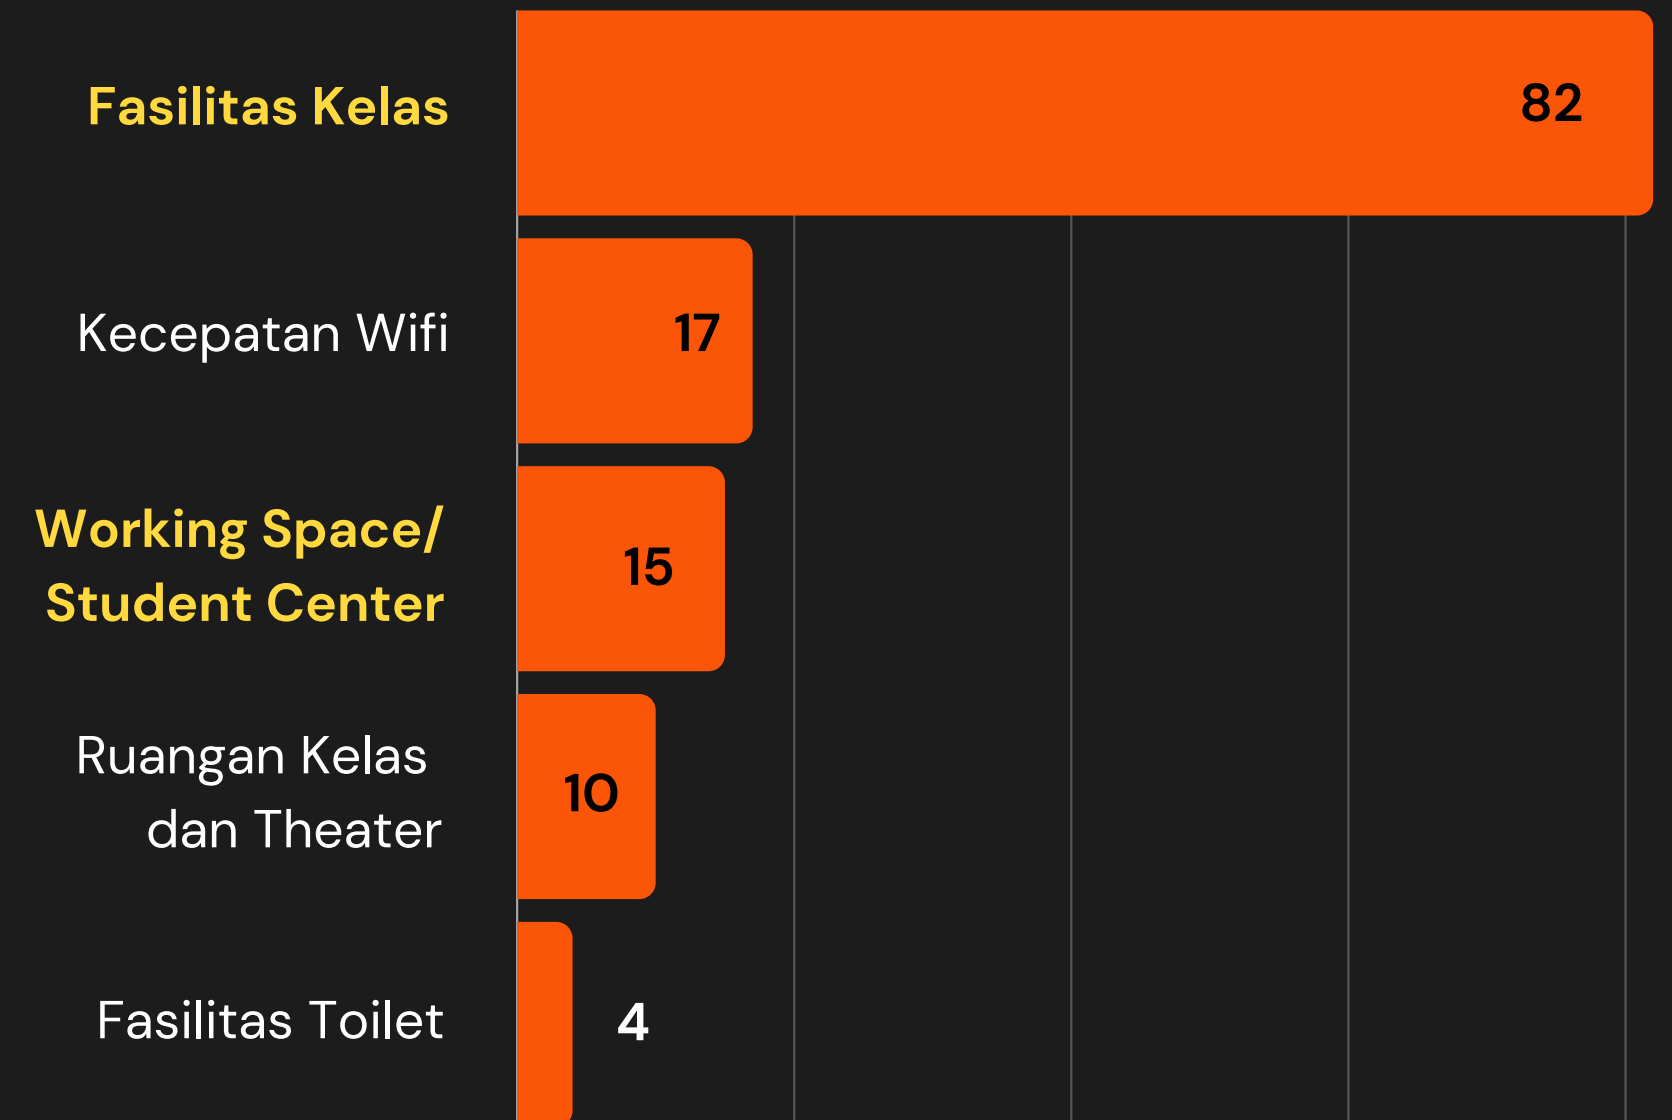 Fasilitas Kelas
82
Kecepatan Wifi
17
Working Space/
Student Center
15
Ruangan Kelas
dan Theater
10
Fasilitas Toilet
4